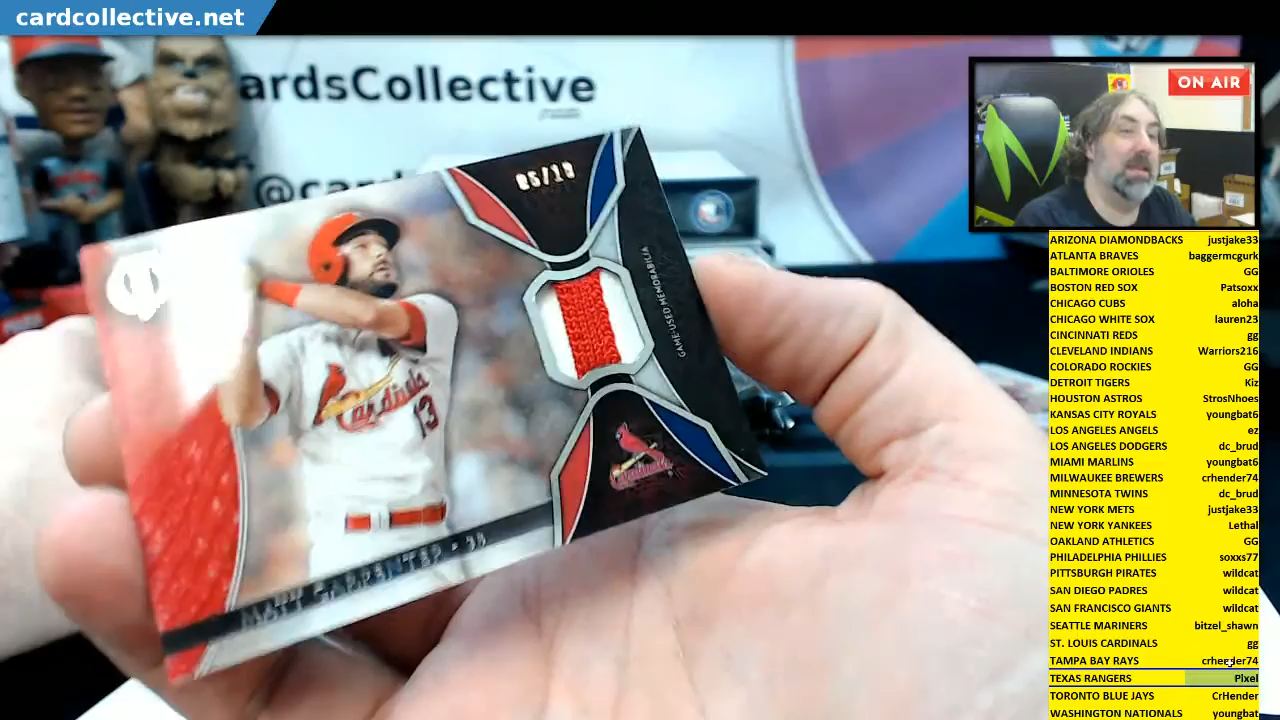 cardcollective.net
ardsCollective
@car
ON AIR
05/10
GAME-USED MEMORABILIA
Cardinals
13
Cardinals
MATT CARPENTER • 3B
ARIZONA DIAMONDBACKS justjake33
ATLANTA BRAVES baggermcgurk
BALTIMORE ORIOLES GG
BOSTON RED SOX Patsoxx
CHICAGO CUBS aloha
CHICAGO WHITE SOX lauren23
CINCINNATI REDS gg
CLEVELAND INDIANS Warriors216
COLORADO ROCKIES GG
DETROIT TIGERS Kiz
HOUSTON ASTROS StrosNhoes
KANSAS CITY ROYALS youngbat6
LOS ANGELES ANGELS ez
LOS ANGELES DODGERS dc_brud
MIAMI MARLINS youngbat6
MILWAUKEE BREWERS crhender74
MINNESOTA TWINS dc_brud
NEW YORK METS justjake33
NEW YORK YANKEES Lethal
OAKLAND ATHLETICS GG
PHILADELPHIA PHILLIES soxxs77
PITTSBURGH PIRATES wildcat
SAN DIEGO PADRES wildcat
SAN FRANCISCO GIANTS wildcat
SEATTLE MARINERS bitzel_shawn
ST. LOUIS CARDINALS gg
TAMPA BAY RAYS crhender74
TEXAS RANGERS Pixel
TORONTO BLUE JAYS CrHender
WASHINGTON NATIONALS youngbat